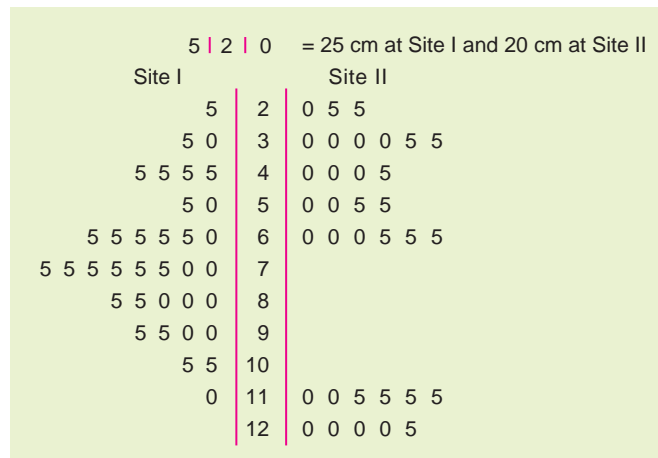 5 | 2 | 0 = 25 cm at Site I and 20 cm at Site II
Site I Site II
5 | 2 | 0 5 5
5 0 | 3 | 0 0 0 0 5 5
5 5 5 5 | 4 | 0 0 0 5
5 0 | 5 | 0 0 5 5
5 5 5 5 5 0 | 6 | 0 0 0 5 5 5
5 5 5 5 5 5 0 0 | 7 |
5 5 0 0 0 | 8 |
5 5 0 0 | 9 |
5 5 | 10 |
0 | 11 | 0 0 5 5 5 5
| 12 | 0 0 0 0 5